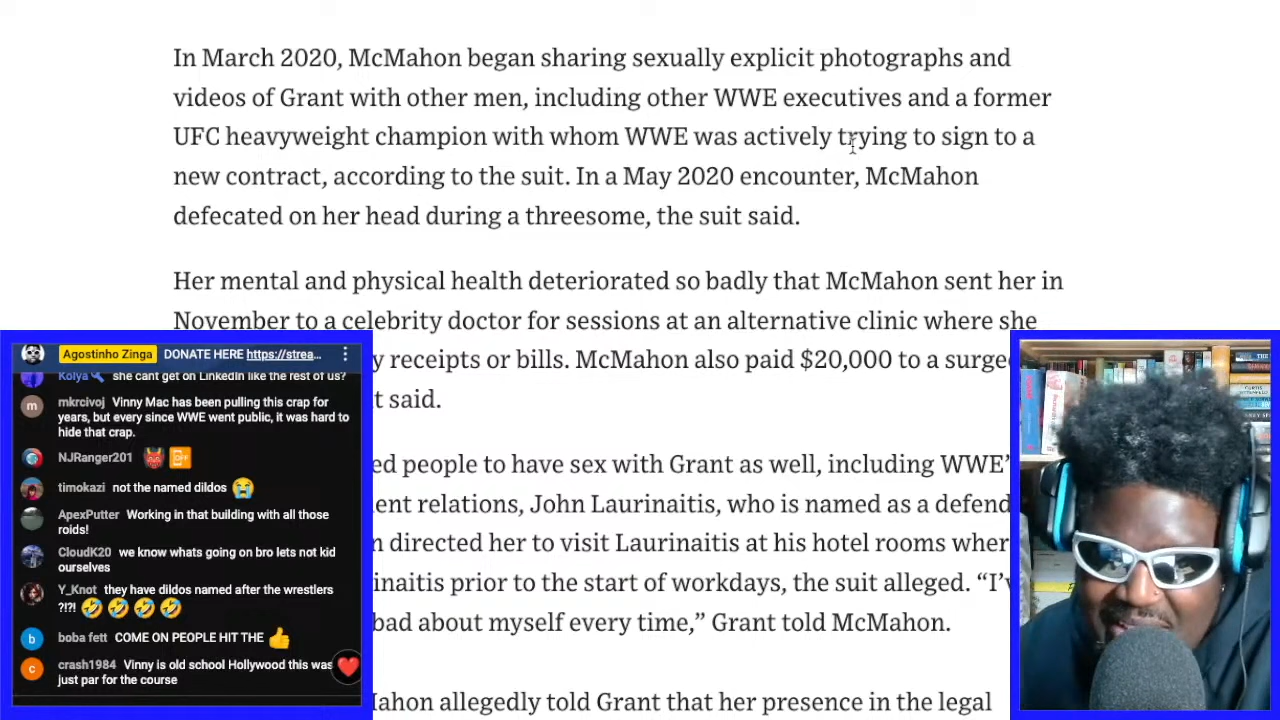 In March 2020, McMahon began sharing sexually explicit photographs and
videos of Grant with other men, including other WWE executives and a former
UFC heavyweight champion with whom WWE was actively trying to sign to a
new contract, according to the suit. In a May 2020 encounter, McMahon
defecated on her head during a threesome, the suit said.
Her mental and physical health deteriorated so badly that McMahon sent her in
November to a celebrity doctor for sessions at an alternative clinic where she
y receipts or bills. McMahon also paid $20,000 to a surge
t said.
ed people to have sex with Grant as well, including WWE’
ent relations, John Laurinaitis, who is named as a defend
n directed her to visit Laurinaitis at his hotel rooms wher
inaitis prior to the start of workdays, the suit alleged. “I’v
bad about myself every time,” Grant told McMahon.
Mahon allegedly told Grant that her presence in the legal
Agostinho Zinga DONATE HERE https://strea...
Kolya she cant get on LinkedIn like the rest of us?
mkrcivoj Vinny Mac has been pulling this crap for
years, but every since WWE went public, it was hard to
hide that crap.
NJRanger201 👹 📴
timokazi not the named dildos 😭
ApexPutter Working in that building with all those
roids!
CloudK20 we know whats going on bro lets not kid
ourselves
Y_Knot they have dildos named after the wrestlers
?!?! 🤣 🤣 🤣 🤣
boba fett COME ON PEOPLE HIT THE 👍
crash1984 Vinny is old school Hollywood this was
just par for the course